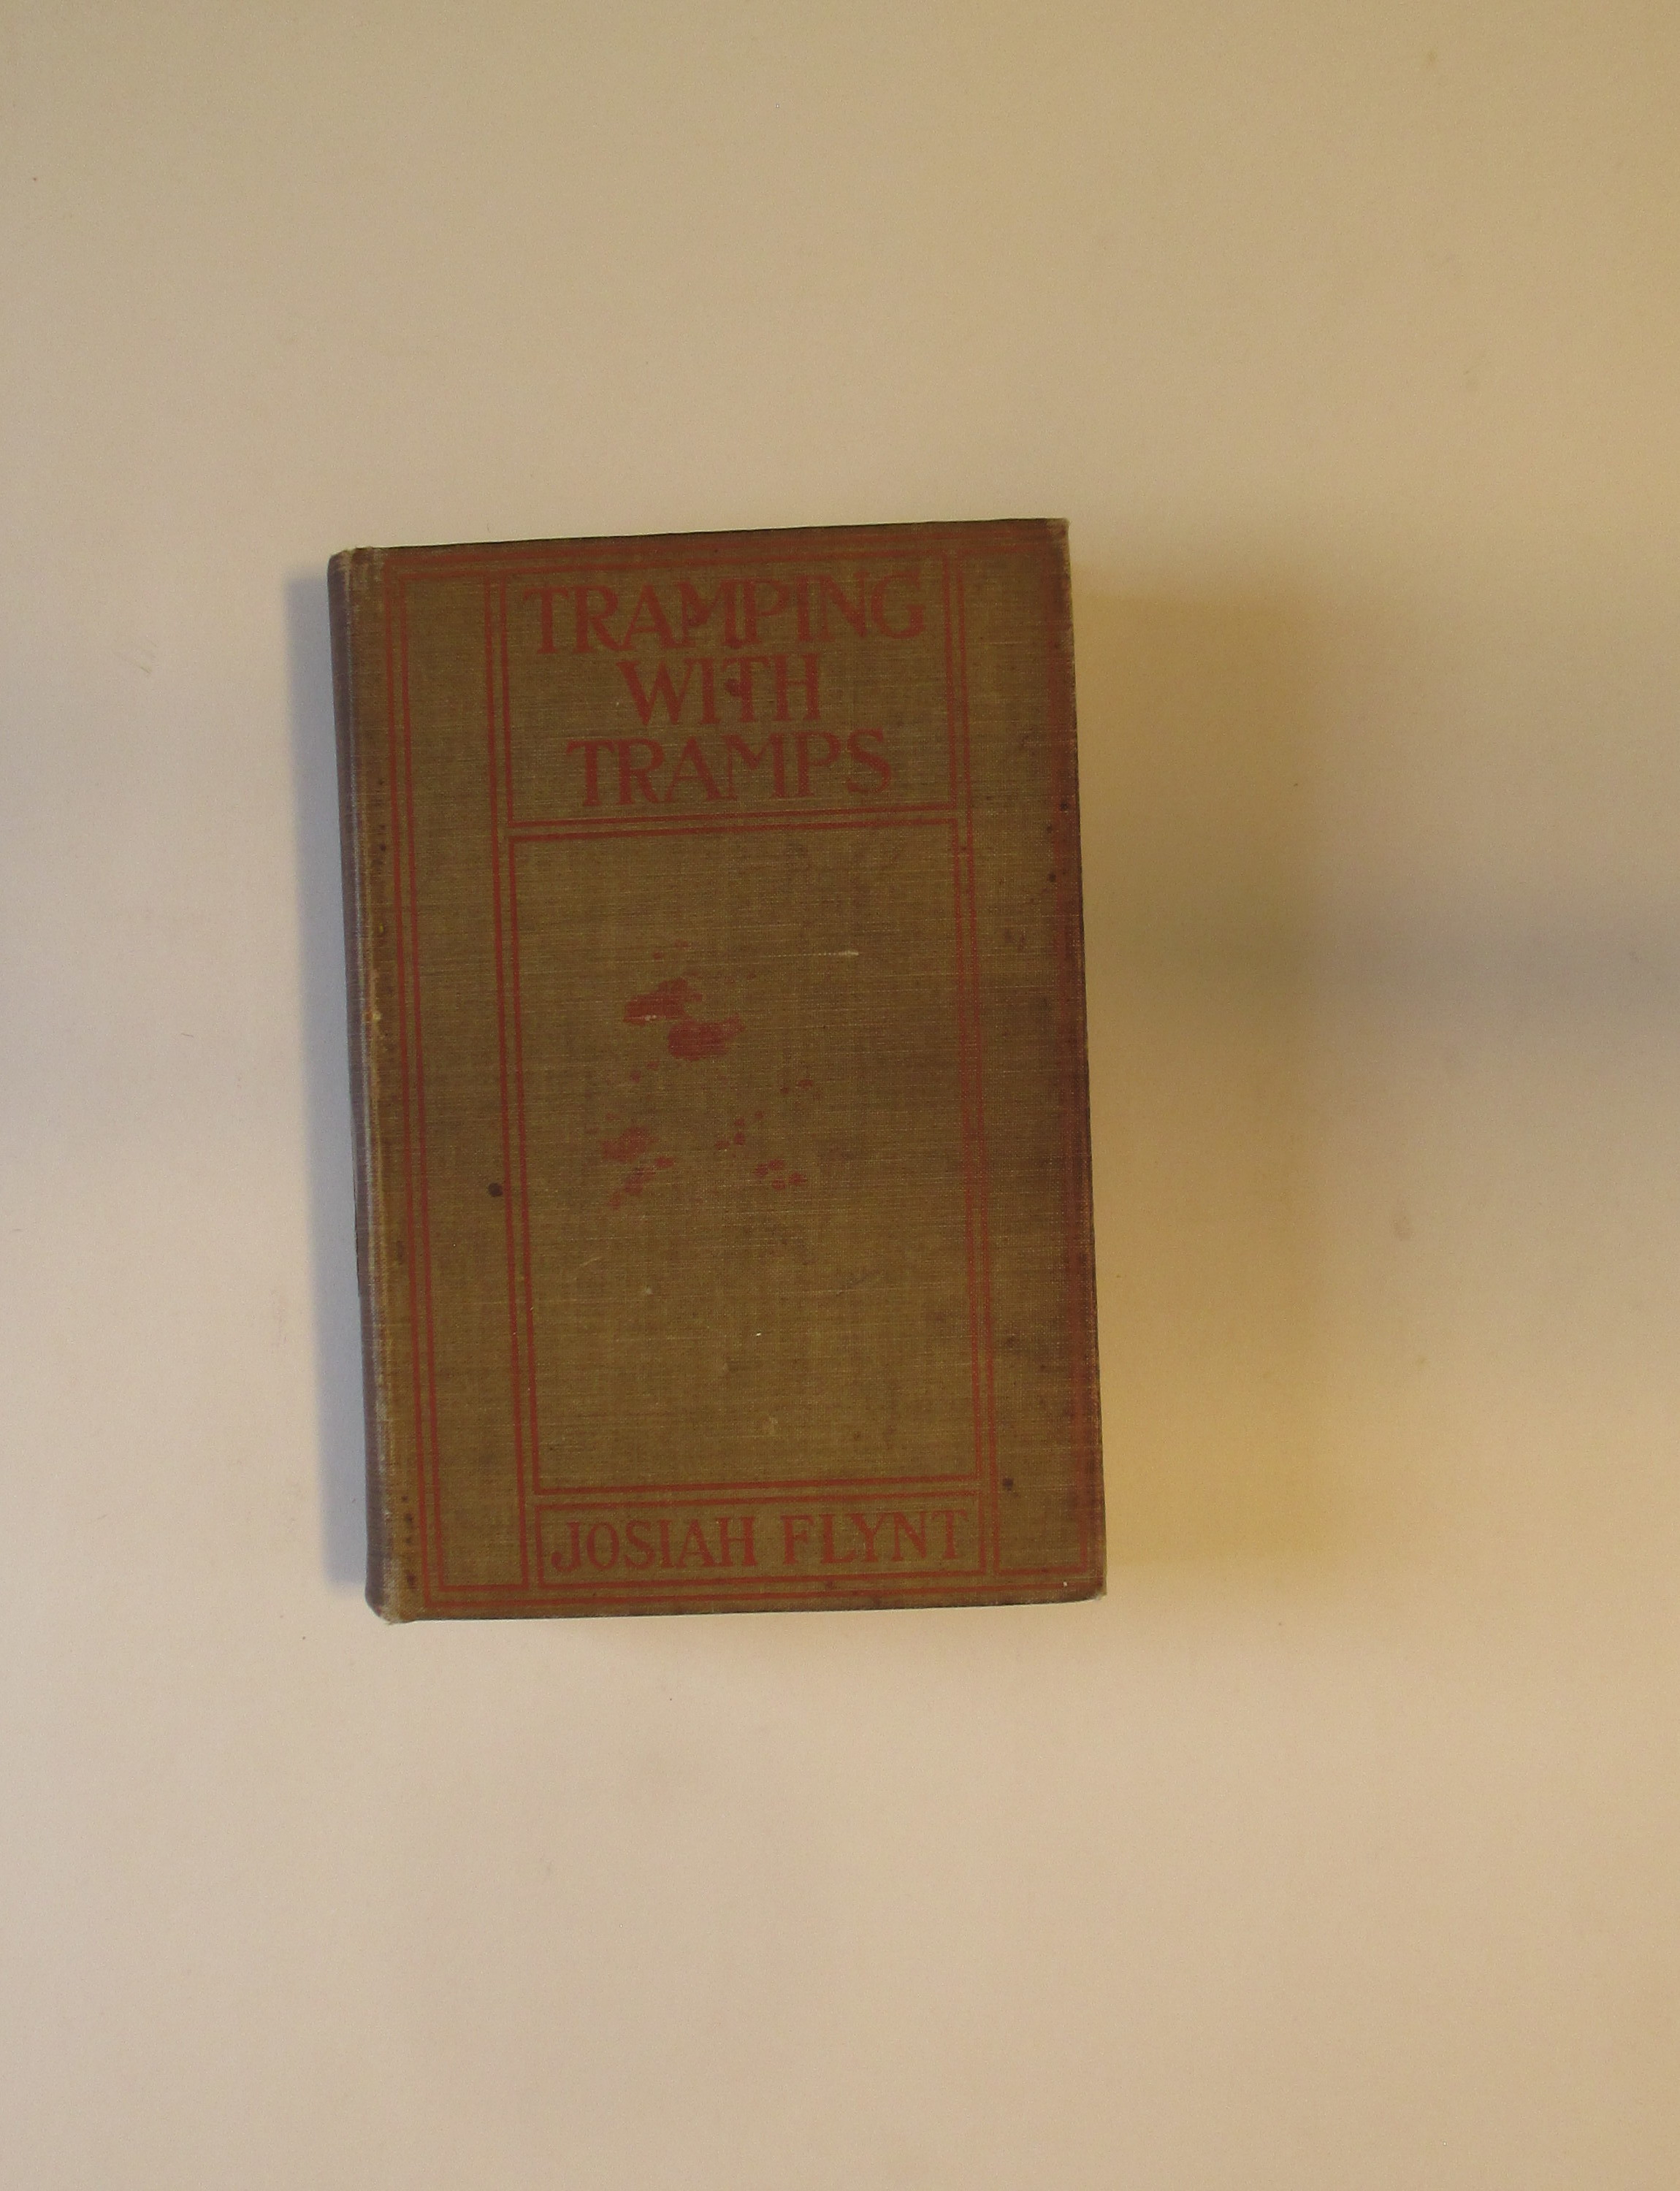 TRAMPING
WITH
TRAMPS
JOSIAH FLYNT